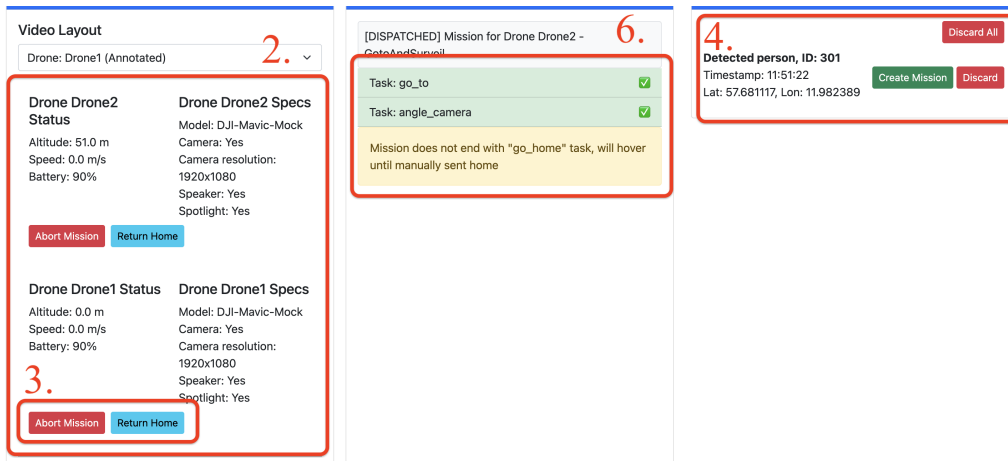 Video Layout
2.
Drone: Drone1 (Annotated)
Drone Drone2
Status
Altitude: 51.0 m
Speed: 0.0 m/s
Battery: 90%
Drone Drone2 Specs
Model: DJI-Mavic-Mock
Camera: Yes
Camera resolution:
1920x1080
Speaker: Yes
Spotlight: Yes
Abort Mission
Return Home
Drone Drone1 Status
Altitude: 0.0 m
Speed: 0.0 m/s
Battery: 90%
Drone Drone1 Specs
Model: DJI-Mavic-Mock
Camera: Yes
Camera resolution:
1920x1080
Speaker: Yes
Spotlight: Yes
3.
Abort Mission
Return Home
6.
[DISPATCHED] Mission for Drone Drone2 -
GotoAndSurveil
Task: go_to
Task: angle_camera
Mission does not end with "go_home" task, will hover
until manually sent home
4.
Discard All
Detected person, ID: 301
Timestamp: 11:51:22
Lat: 57.681117, Lon: 11.982389
Create Mission
Discard